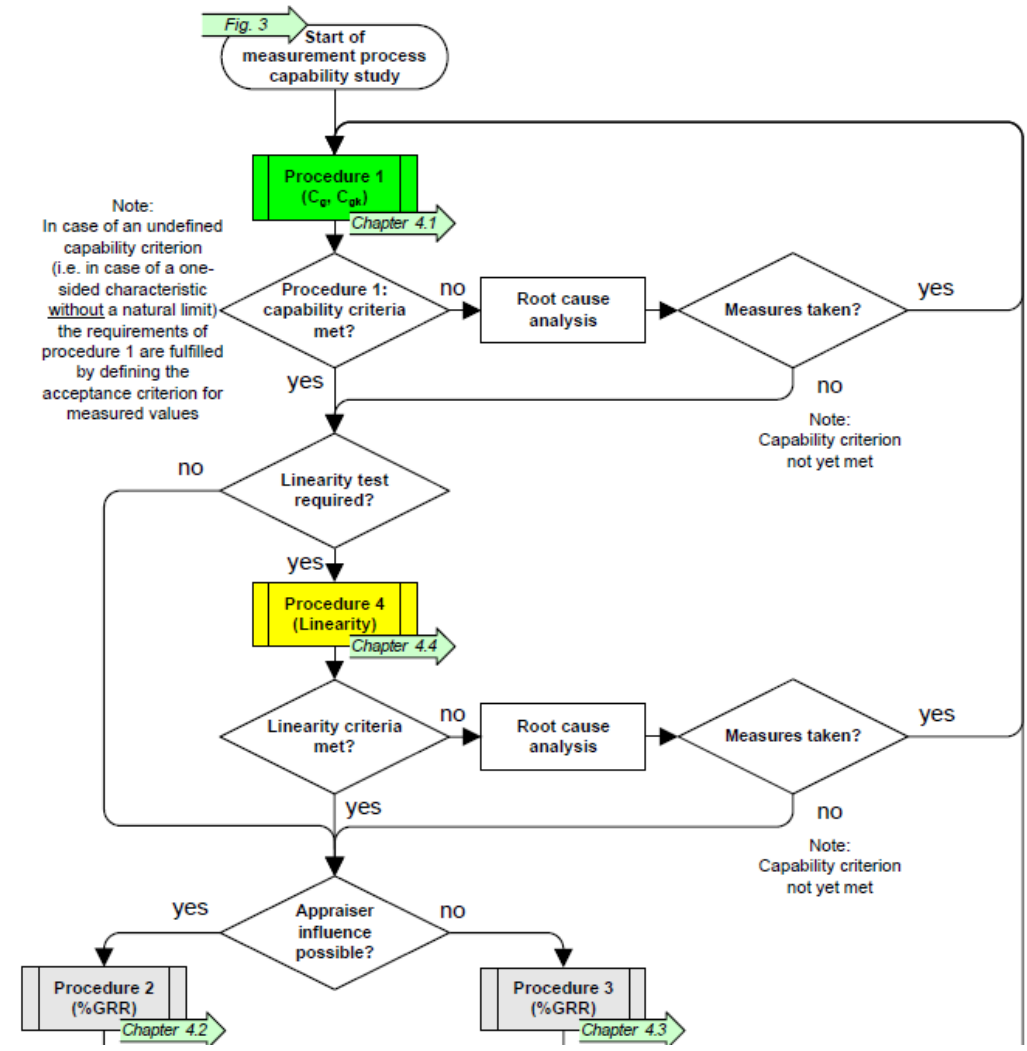 Fig. 3
Start of
measurement process
capability study
Procedure 1
(Cg, Cgk)
Chapter 4.1
Note:
In case of an undefined
capability criterion
(i.e. in case of a one-
sided characteristic
without a natural limit)
the requirements of
procedure 1 are fulfilled
by defining the
acceptance criterion for
measured values
Procedure 1:
capability criteria
met?
no
Root cause
analysis
Measures taken?
yes
yes
no
Note:
Capability criterion
not yet met
no
Linearity test
required?
yes
Procedure 4
(Linearity)
Chapter 4.4
Linearity criteria
met?
no
Root cause
analysis
Measures taken?
yes
yes
no
Note:
Capability criterion
not yet met
yes
Appraiser
influence
possible?
no
Procedure 2
(%GRR)
Chapter 4.2
Procedure 3
(%GRR)
Chapter 4.3